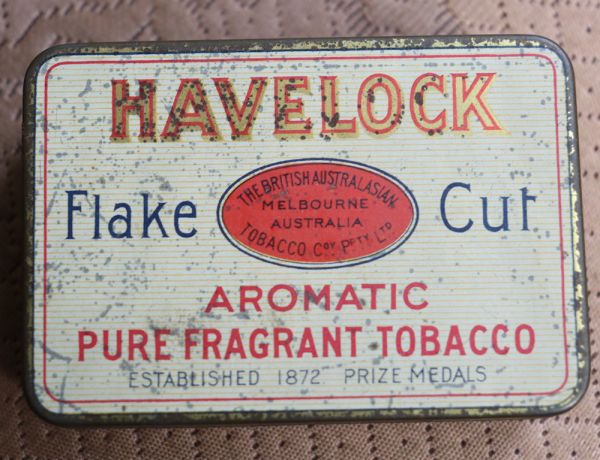 HAVELOCK
Flake Cut
THE BRITISH AUSTRALASIAN
MELBOURNE
AUSTRALIA
TOBACCO Coy PTY LTD
AROMATIC
PURE FRAGRANT TOBACCO
ESTABLISHED 1872. PRIZE MEDALS